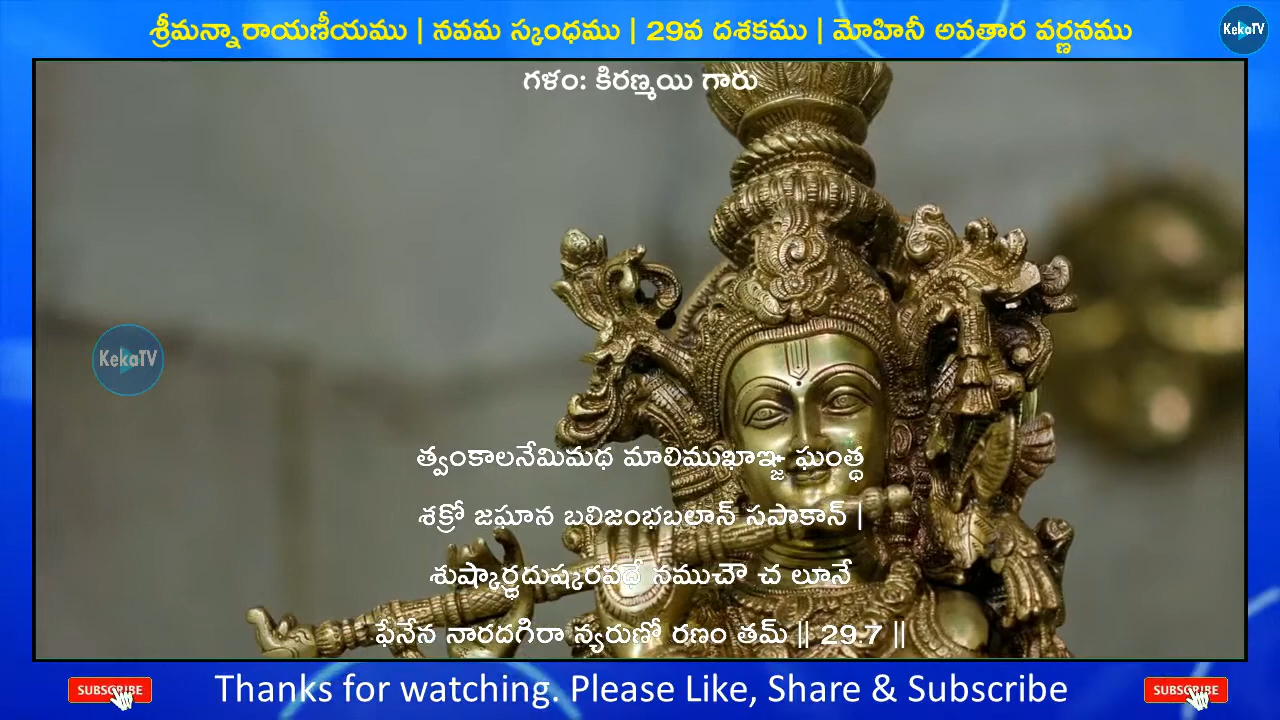 శ్రీమన్నారాయణీయము | నవమ స్కంధము | 29వ దశకము | మోహినీ అవతార వర్ణనము
KekaTV
గళం: కిరణ్మయి గారు
KekaTV
త్వంకాలనేమిమథ మాలిముఖాఞ్జ ఘంత్థ
శక్రో జఘాన బలిజంభబలాన్ సపాకాన్ |
శుష్కార్ద్రదుష్కరవధే నముచౌ చ లూనే
ఫేనేన నారదగిరా న్యరుణో రణం తమ్ || 29.7 ||
SUBSCRIBE
Thanks for watching. Please Like, Share & Subscribe
SUBSCRIBE